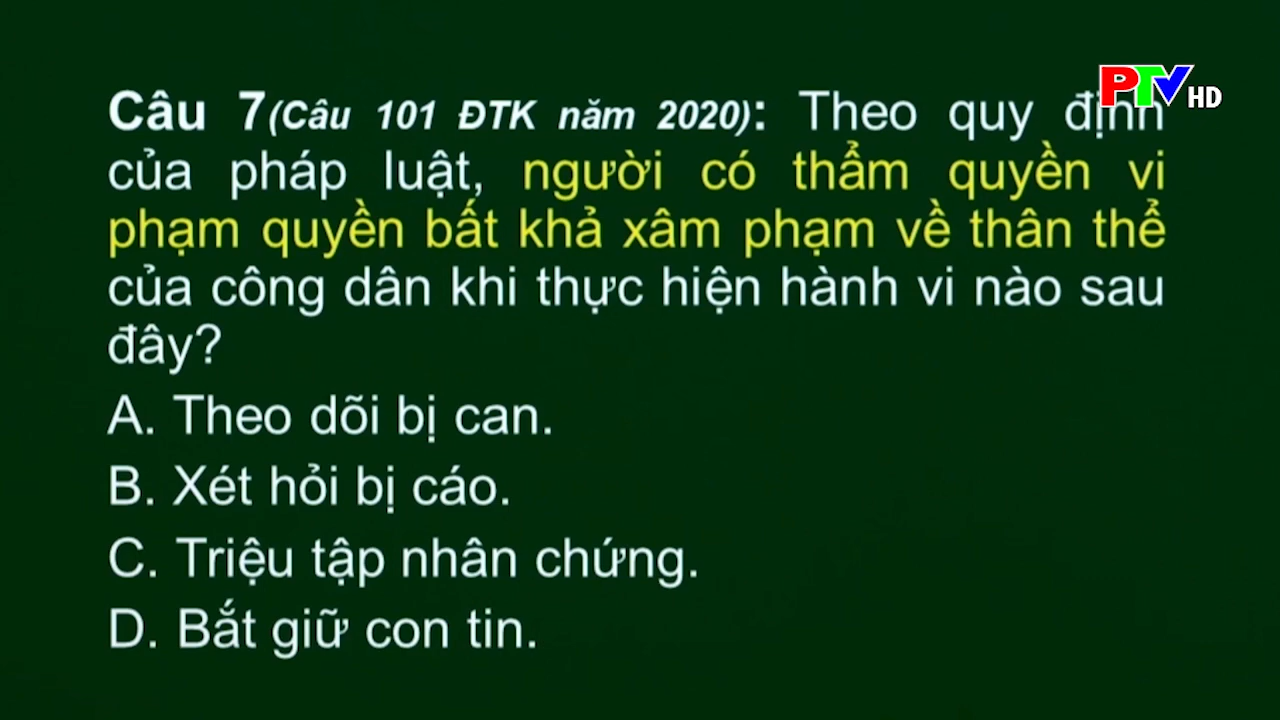 PTV HD
Câu 7(Câu 101 ĐTK năm 2020): Theo quy định
của pháp luật, người có thẩm quyền vi
phạm quyền bất khả xâm phạm về thân thể
của công dân khi thực hiện hành vi nào sau
đây?
A. Theo dõi bị can.
B. Xét hỏi bị cáo.
C. Triệu tập nhân chứng.
D. Bắt giữ con tin.